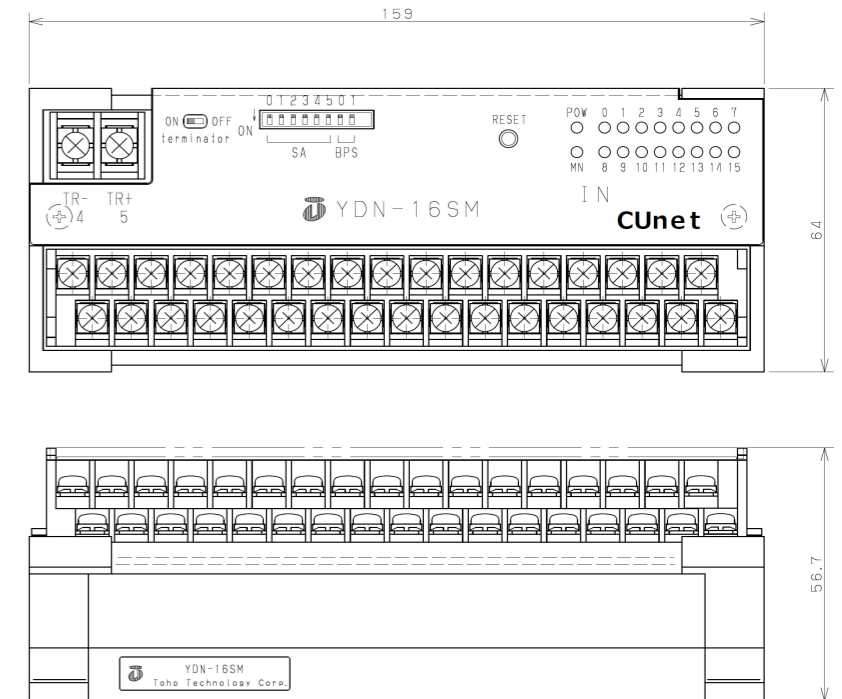 159
0 1 2 3 4 5 0 1
ON OFF
terminator
ON
SA BPS
RESET
POW 0 1 2 3 4 5 6 7
MN 8 9 10 11 12 13 14 15
IN
TR- TR+
4 5
YDN-16SM
CUnet
64
56.7
YDN-16SM
Toho Technology Corp.